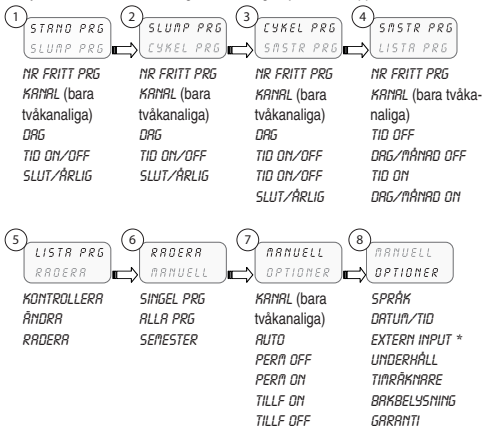 1
STAND PRG
SLUMP PRG
NR FRITT PRG
KANAL (bara
tvåkanaliga)
DAG
TID ON/OFF
SLUT/ÅRLIG
2
SLUMP PRG
CYKEL PRG
NR FRITT PRG
KANAL (bara
tvåkanaliga)
DAG
TID ON/OFF
SLUT/ÅRLIG
3
CYKEL PRG
SMSTR PRG
NR FRITT PRG
KANAL (bara
tvåkanaliga)
DAG
TID ON/OFF
TID ON/OFF
SLUT/ÅRLIG
4
SMSTR PRG
LISTA PRG
NR FRITT PRG
KANAL (bara tvåka-
naliga)
TID OFF
DAG/MÅNAD OFF
TID ON
DAG/MÅNAD ON
5
LISTA PRG
RADERA
KONTROLLERA
ÄNDRA
RADERA
6
RADERA
MANUELL
SINGEL PRG
ALLA PRG
SEMESTER
7
MANUELL
OPTIONER
KANAL (bara
tvåkanaliga)
AUTO
PERM OFF
PERM ON
TILLF ON
TILLF OFF
8
MANUELL
OPTIONER
SPRÅK
DATUM/TID
EXTERN INPUT *
UNDERHÅLL
TIMRÄKNARE
BAKBELYSNING
GARANTI